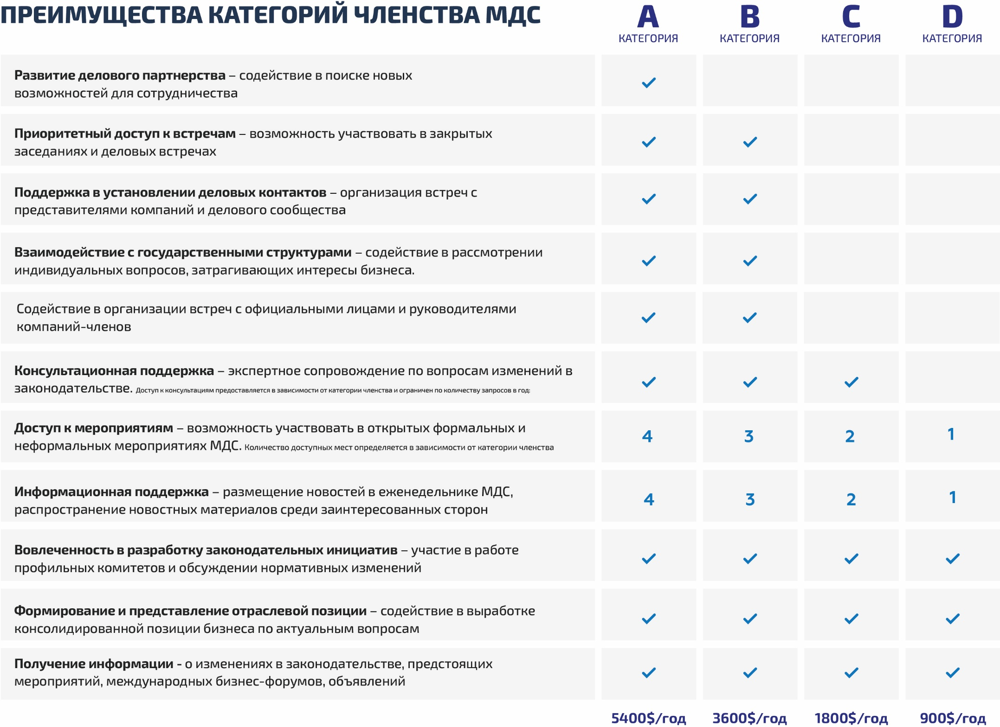 ПРЕИМУЩЕСТВА КАТЕГОРИЙ ЧЛЕНСТВА МДС
A B C D
КАТЕГОРИЯ КАТЕГОРИЯ КАТЕГОРИЯ КАТЕГОРИЯ
Развитие делового партнерства – содействие в поиске новых
возможностей для сотрудничества
Приоритетный доступ к встречам – возможность участвовать в закрытых
заседаниях и деловых встречах
Поддержка в установлении деловых контактов – организация встреч с
представителями компаний и делового сообщества
Взаимодействие с государственными структурами – содействие в рассмотрении
индивидуальных вопросов, затрагивающих интересы бизнеса.
Содействие в организации встреч с официальными лицами и руководителями
компаний-членов
Консультационная поддержка – экспертное сопровождение по вопросам изменений в
законодательстве. Доступ к консультациям предоставляется в зависимости от категории членства и ограничен по количеству запросов в год:
Доступ к мероприятиям – возможность участвовать в открытых формальных и
неформальных мероприятиях МДС. Количество доступных мест определяется в зависимости от категории членства
4 3 2 1
Информационная поддержка – размещение новостей в еженедельнике МДС,
распространение новостных материалов среди заинтересованных сторон
4 3 2 1
Вовлеченность в разработку законодательных инициатив – участие в работе
профильных комитетов и обсуждении нормативных изменений
Формирование и представление отраслевой позиции – содействие в выработке
консолидированной позиции бизнеса по актуальным вопросам
Получение информации - о изменениях в законодательстве, предстоящих
мероприятий, международных бизнес-форумов, объявлений
5400$/год 3600$/год 1800$/год 900$/год